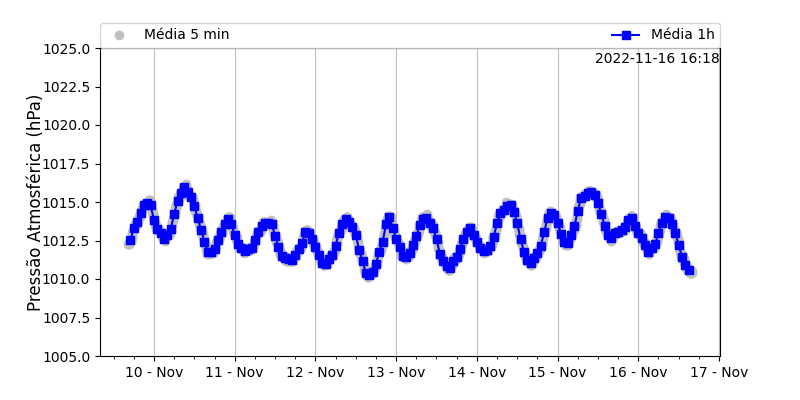 Média 5 min
Média 1h
2022-11-16 16:18
Pressão Atmosférica (hPa)
1025.0
1022.5
1020.0
1017.5
1015.0
1012.5
1010.0
1007.5
1005.0
10 - Nov
11 - Nov
12 - Nov
13 - Nov
14 - Nov
15 - Nov
16 - Nov
17 - Nov